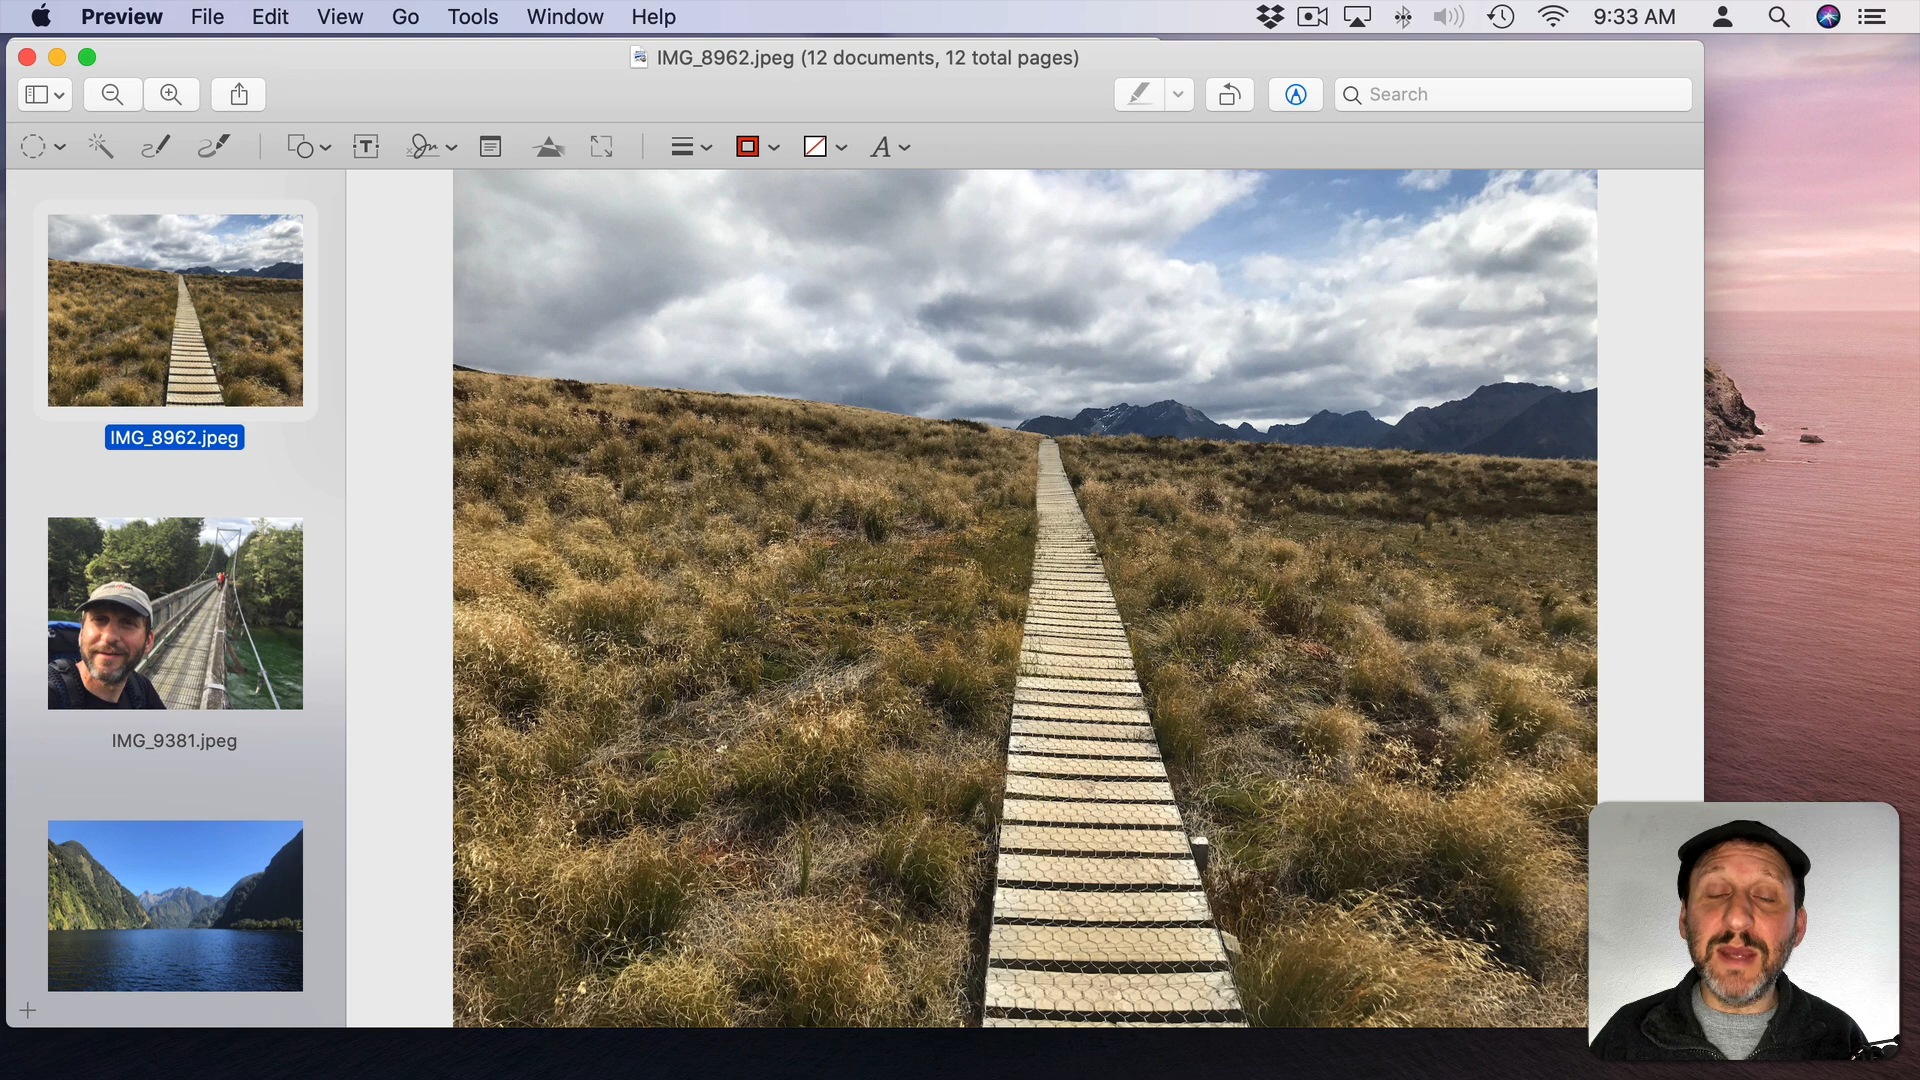 Preview File Edit View Go Tools Window Help 9:33 AM
IMG_8962.jpeg (12 documents, 12 total pages)
Search
T A
IMG_8962.jpeg
IMG_9381.jpeg